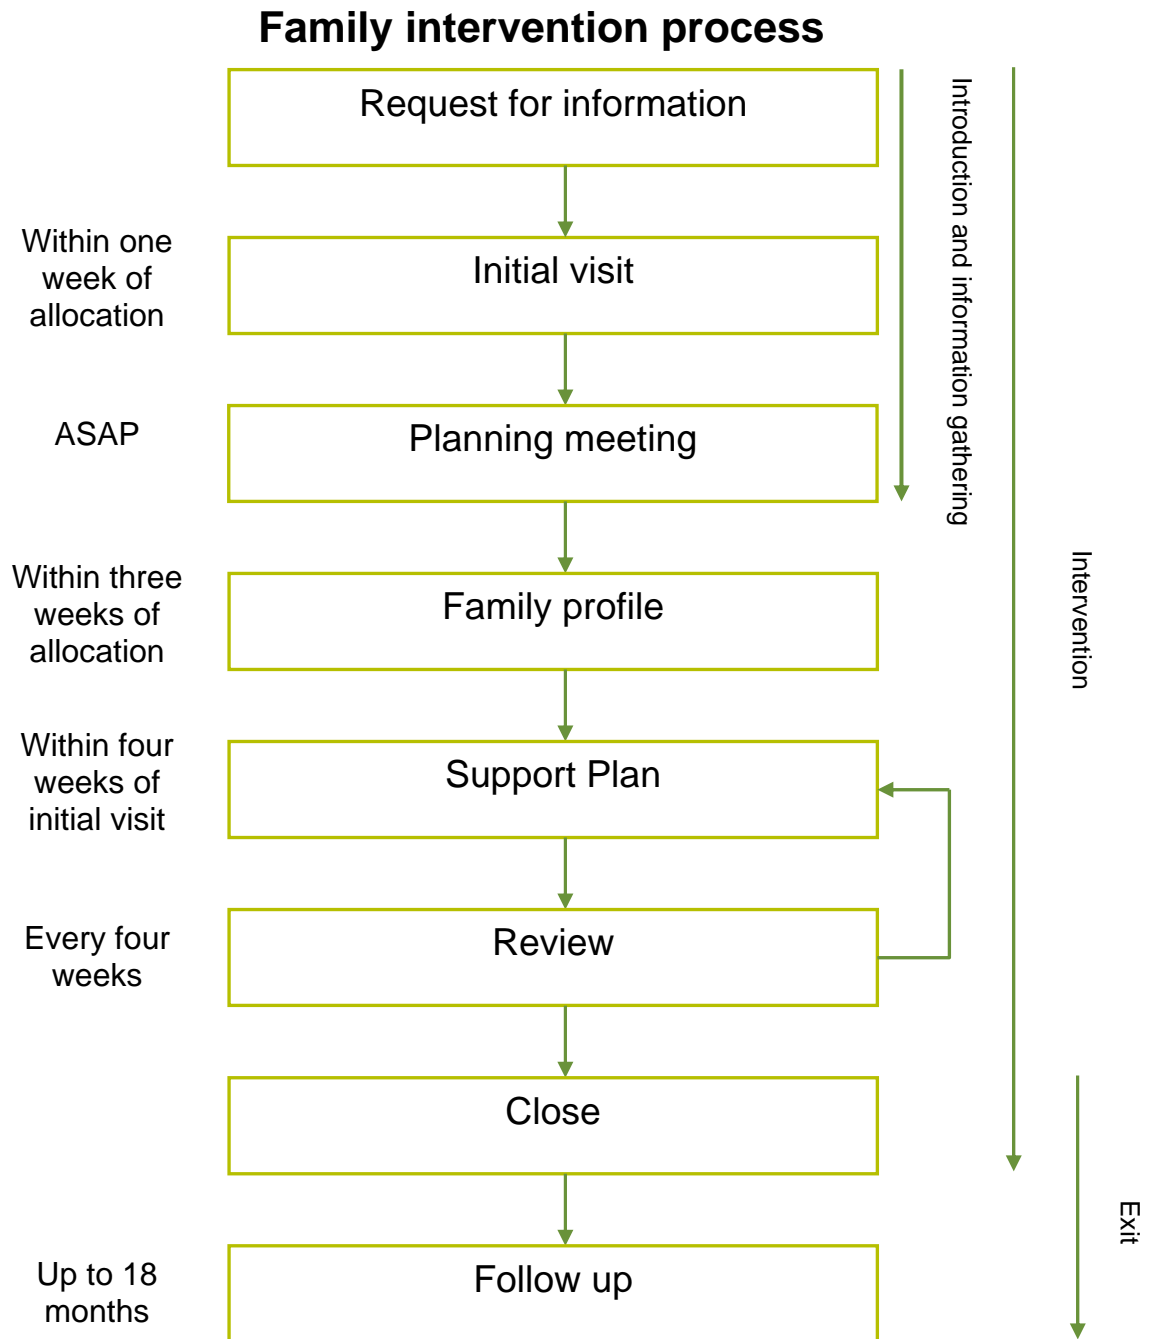 Family intervention process
Request for information
Within one
week of
allocation
Initial visit
ASAP
Planning meeting
Introduction and information gathering
Within three
weeks of
allocation
Family profile
Intervention
Within four
weeks of
initial visit
Support Plan
Every four
weeks
Review
Close
Exit
Up to 18
months
Follow up